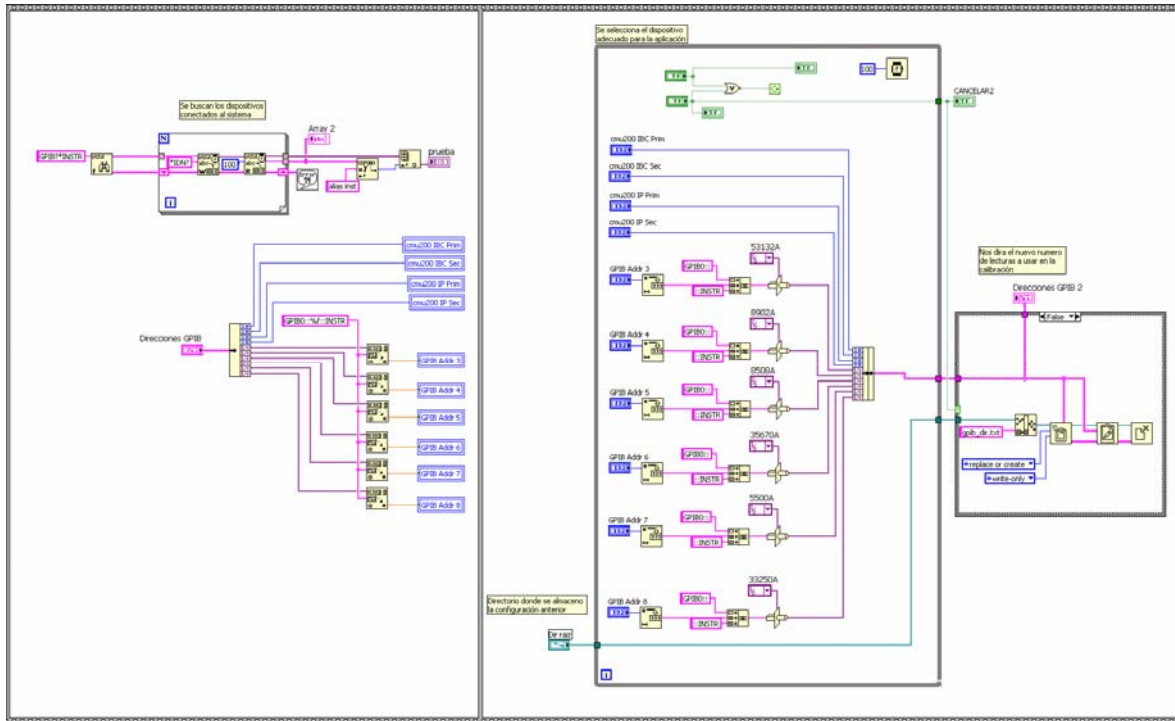 Se buscan los dispositivos
conectados al sistema
N
GPIB?*INSTR
*IDN?
100
i
Array 2
alias inst
prueba
cmu200 IBC Prim
cmu200 IBC Sec
cmu200 IP Prim
cmu200 IP Sec
GPIB0::%i::INSTR
Direcciones GPIB
GPIB Addr 3
GPIB Addr 4
GPIB Addr 5
GPIB Addr 6
GPIB Addr 7
GPIB Addr 8
Se selecciona el dispositivo
adecuado para la aplicación
100
CANCELAR2
cmu200 IBC Prim
cmu200 IBC Sec
cmu200 IP Prim
cmu200 IP Sec
53132A
GPIB Addr 3
GPIB0::
::INSTR
8902A
GPIB Addr 4
GPIB0::
::INSTR
8508A
GPIB Addr 5
GPIB0::
::INSTR
35670A
GPIB Addr 6
GPIB0::
::INSTR
5500A
GPIB Addr 7
GPIB0::
::INSTR
33250A
GPIB Addr 8
GPIB0::
::INSTR
Directorio donde se almaceno
la configuración anterior
Dir raiz
i
Nos dira el nuevo numero
de lecturas a usar en la
calibración
Direcciones GPIB 2
False
gpib_dir.txt
replace or create
write-only